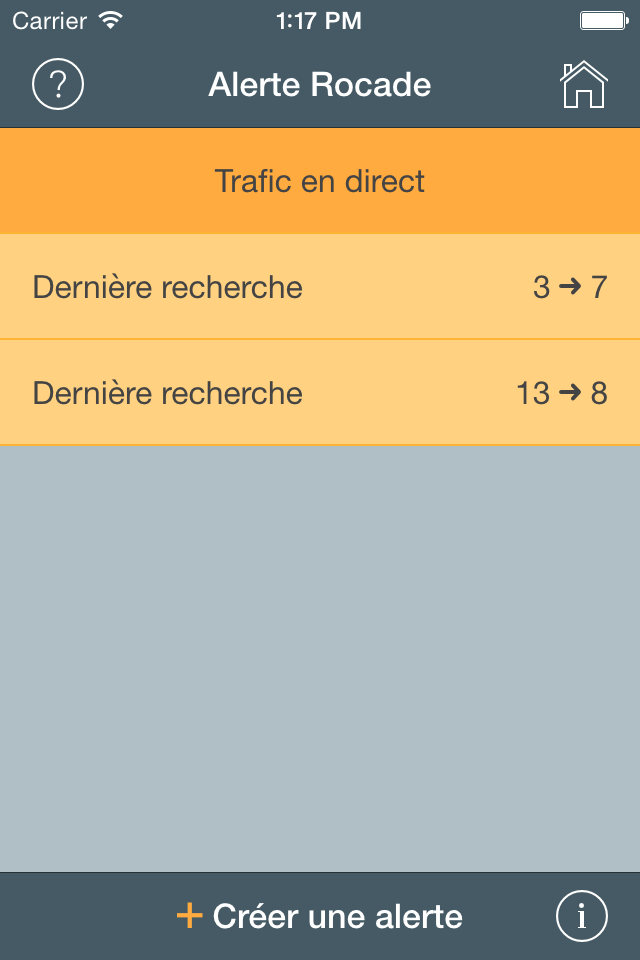 Carrier 1:17 PM
? Alerte Rocade
Trafic en direct
Dernière recherche 3 → 7
Dernière recherche 13 → 8
+ Créer une alerte i